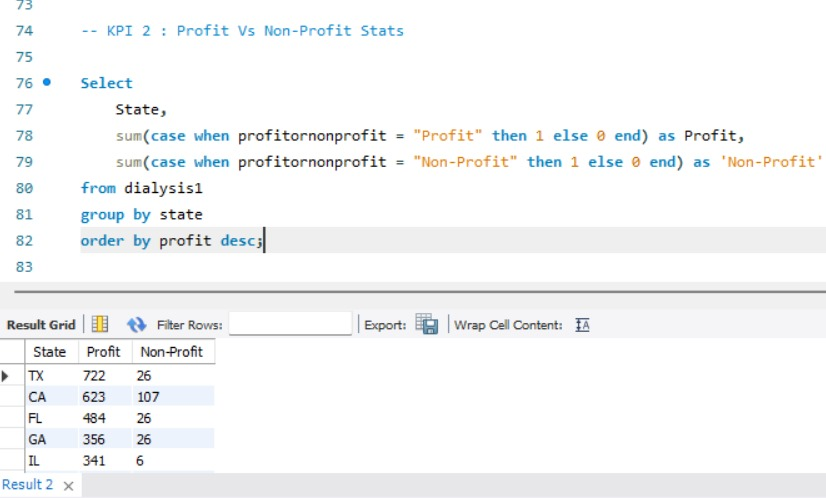 73
74 -- KPI 2 : Profit Vs Non-Profit Stats
75
76 Select
77 State,
78 sum(case when profitornonprofit = "Profit" then 1 else 0 end) as Profit,
79 sum(case when profitornonprofit = "Non-Profit" then 1 else 0 end) as 'Non-Profit'
80 from dialysis1
81 group by state
82 order by profit desc;
83
Result Grid Filter Rows: Export: Wrap Cell Content: IA
State Profit Non-Profit
TX 722 26
CA 623 107
FL 484 26
GA 356 26
IL 341 6
Result 2 ×